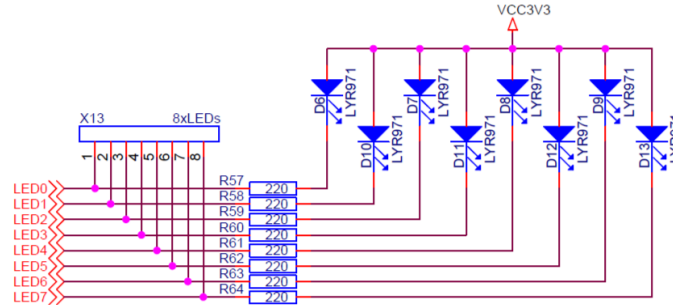 VCC3V3
D6 LYR971
D7 LYR971
D8 LYR971
D9 LYR971
D10 LYR971
D11 LYR971
D12 LYR971
D13 LYR971
X13 8xLEDs
1 2 3 4 5 6 7 8
LED0 R57 220
LED1 R58 220
LED2 R59 220
LED3 R60 220
LED4 R61 220
LED5 R62 220
LED6 R63 220
LED7 R64 220